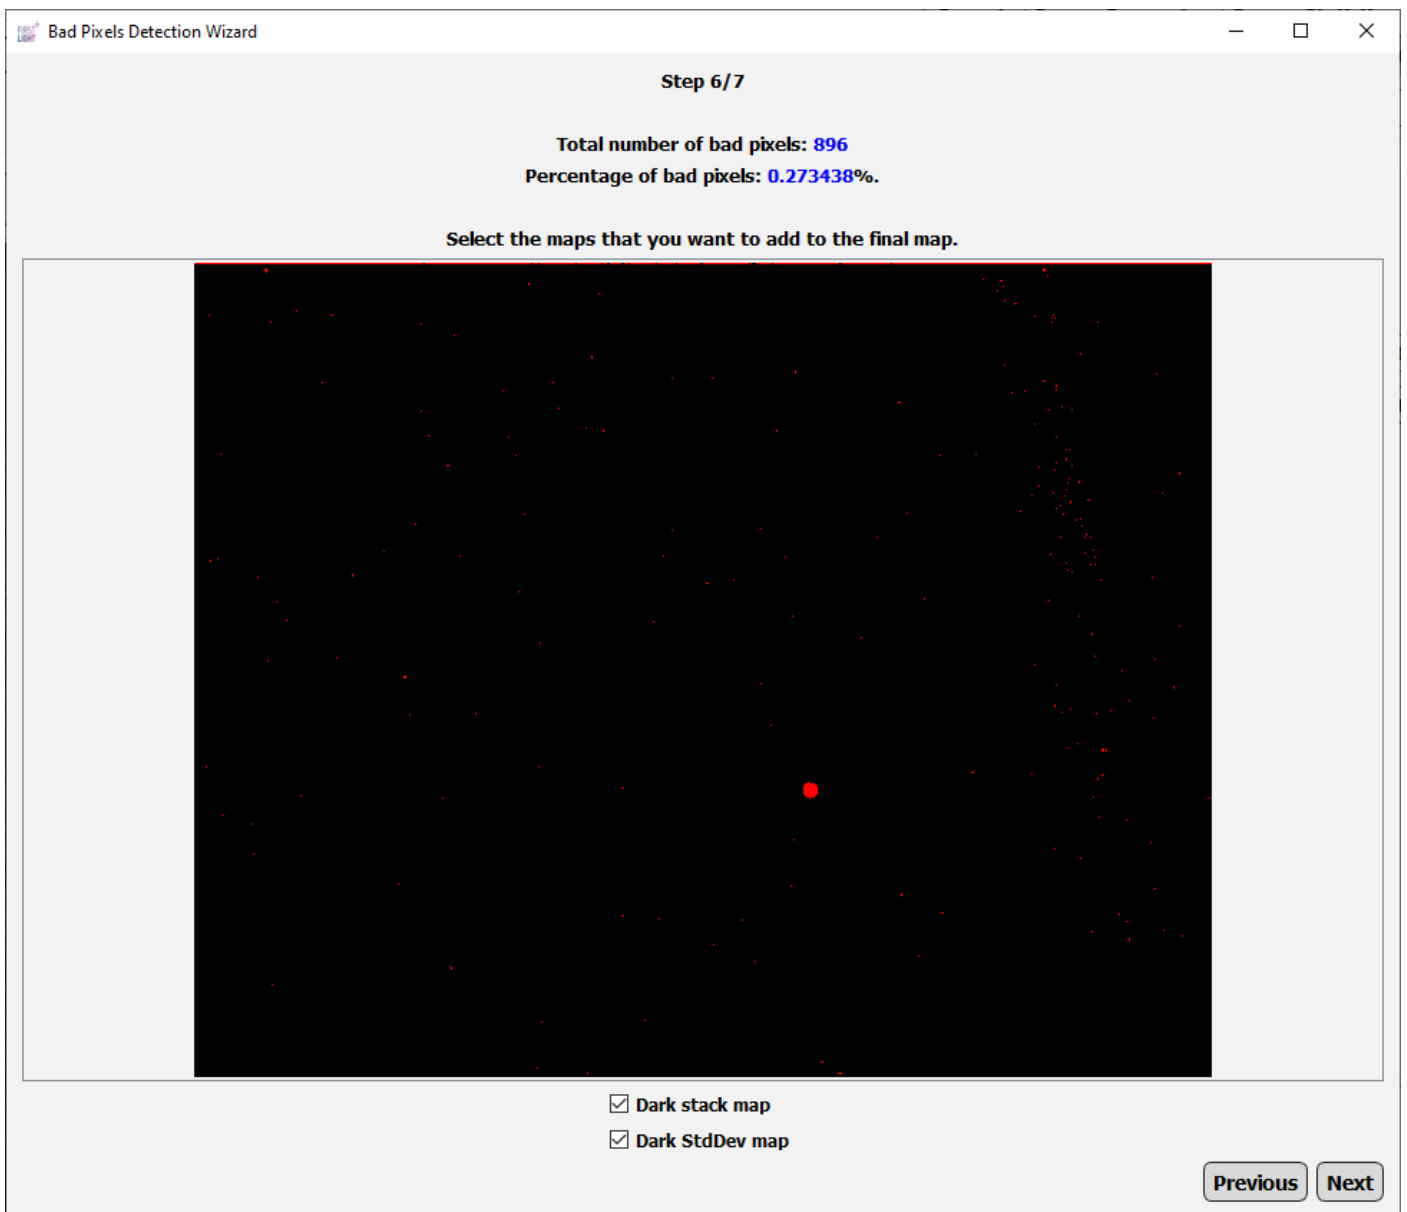 FIRST
LIGHT
Bad Pixels Detection Wizard
Step 6/7
Total number of bad pixels: 896
Percentage of bad pixels: 0.273438%.
Select the maps that you want to add to the final map.
Dark stack map
Dark StdDev map
Previous
Next